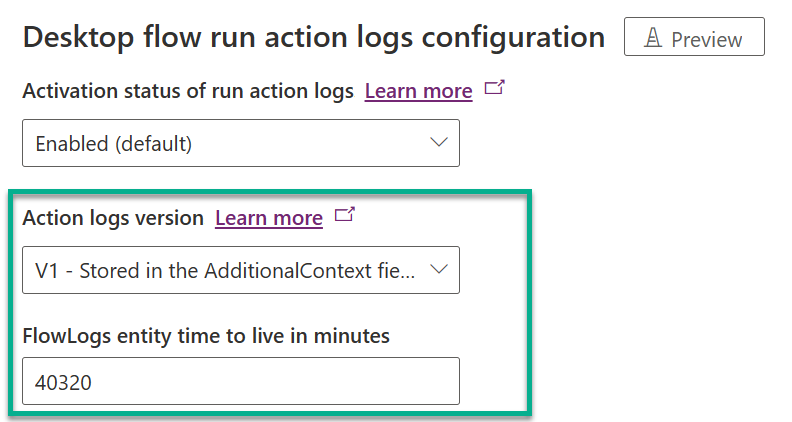 Desktop flow run action logs configuration Preview
Activation status of run action logs Learn more
Enabled (default)
Action logs version Learn more
V1 - Stored in the AdditionalContext fie...
FlowLogs entity time to live in minutes
40320